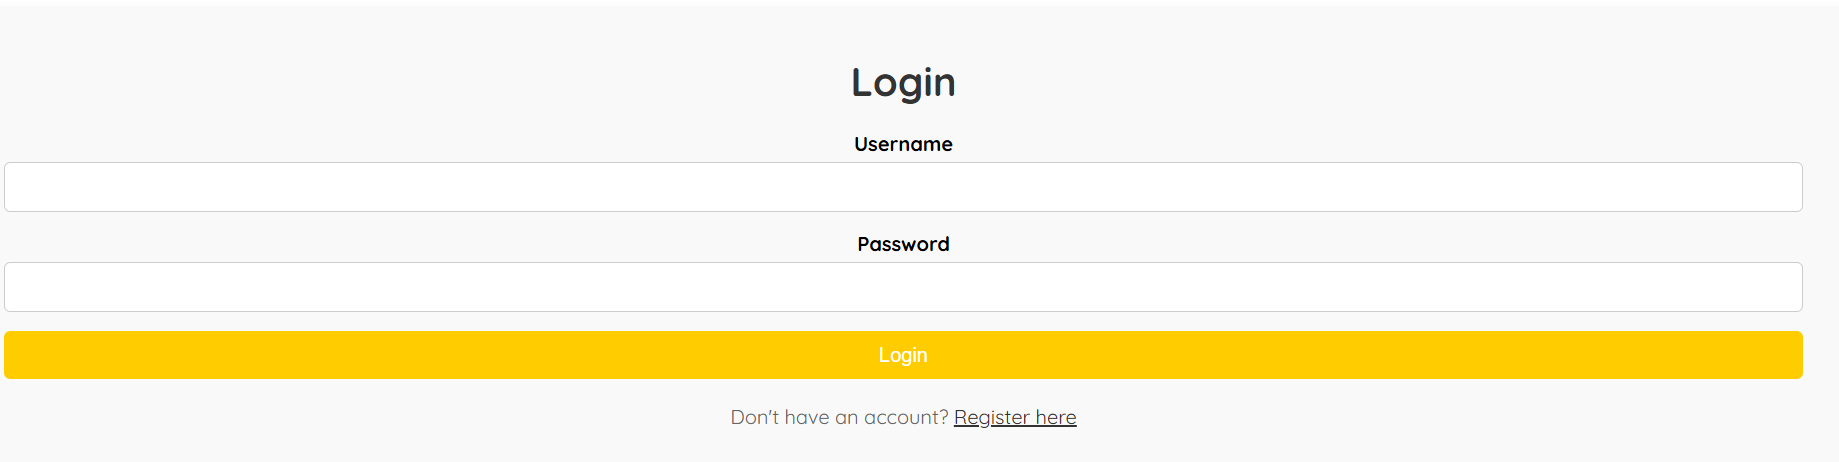 Login
Username
Password
Login
Don't have an account? Register here